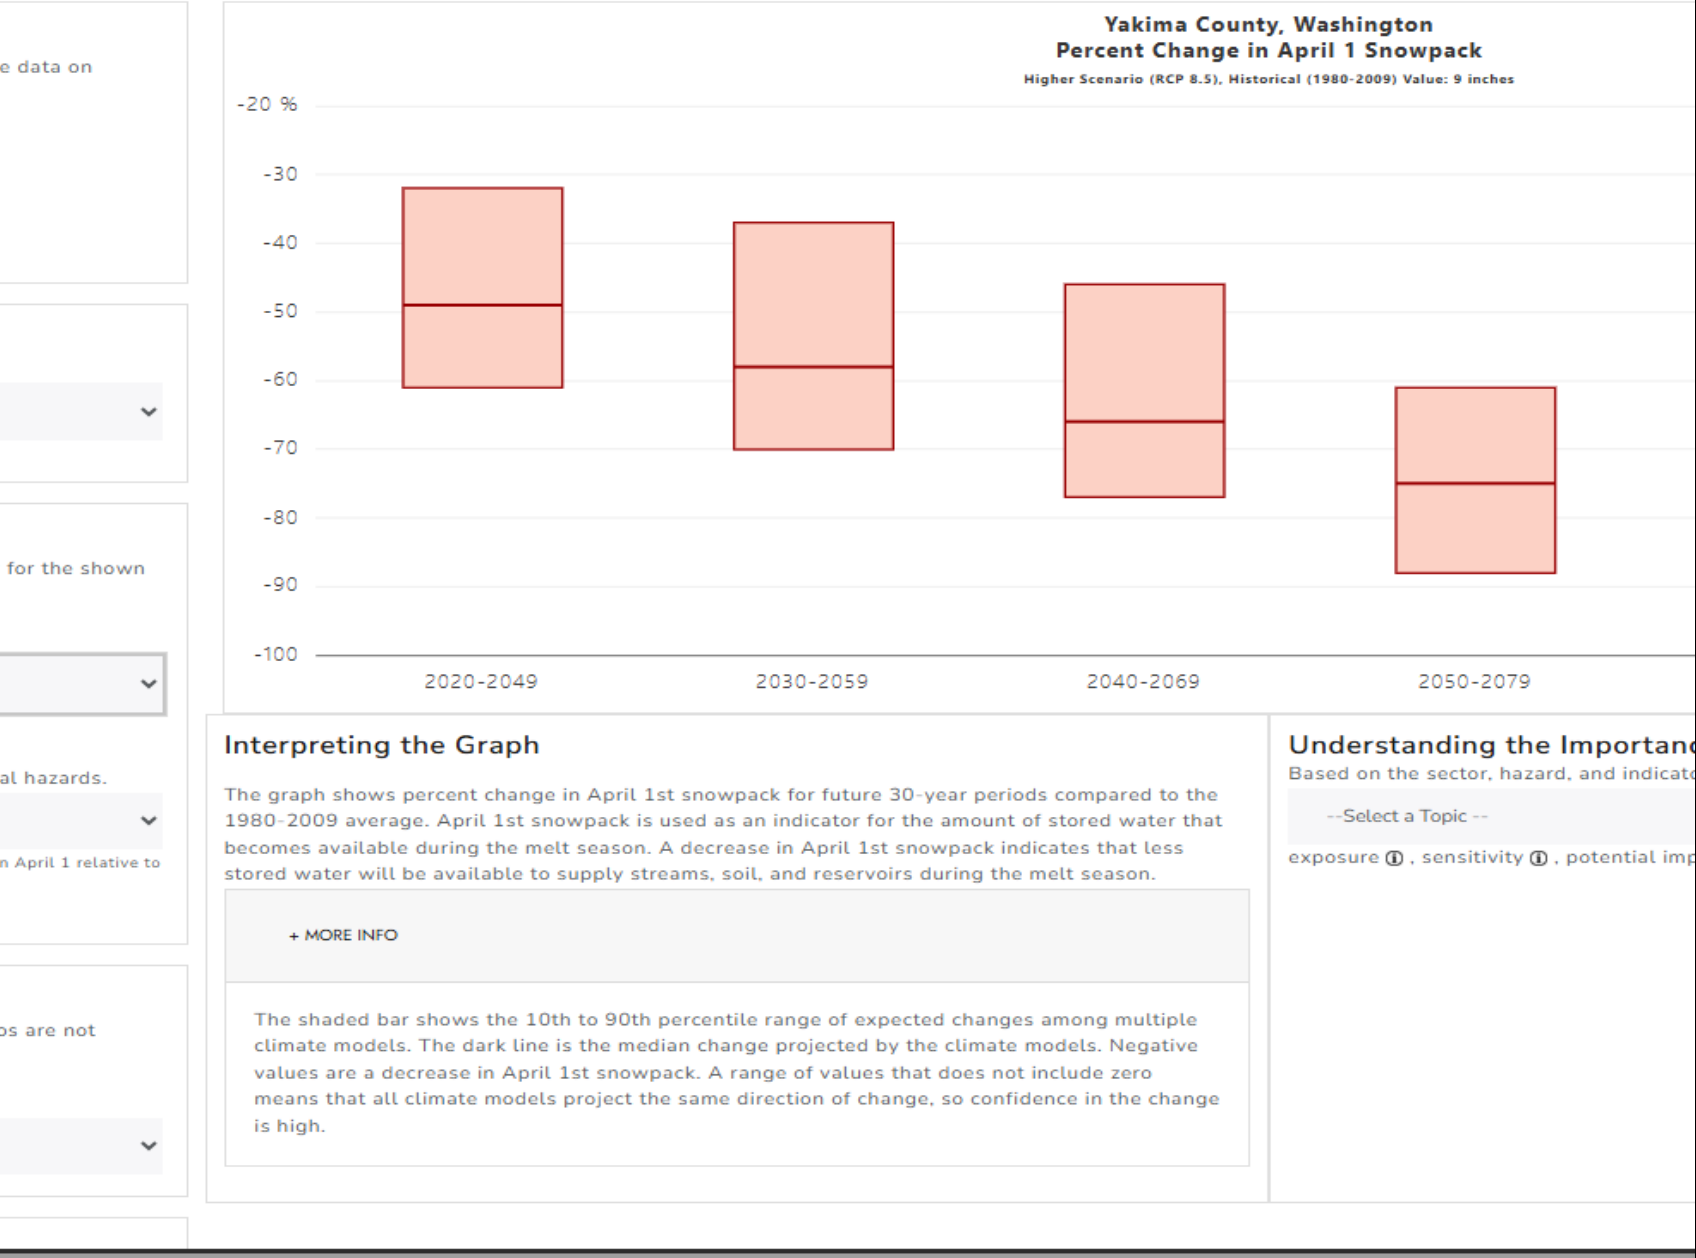 e data on
for the shown
al hazards.
n April 1 relative to
os are not
Yakima County, Washington
Percent Change in April 1 Snowpack
Higher Scenario (RCP 8.5), Historical (1980-2009) Value: 9 inches
-20 %
-30
-40
-50
-60
-70
-80
-90
-100
2020-2049 2030-2059 2040-2069 2050-2079
Interpreting the Graph
The graph shows percent change in April 1st snowpack for future 30-year periods compared to the
1980-2009 average. April 1st snowpack is used as an indicator for the amount of stored water that
becomes available during the melt season. A decrease in April 1st snowpack indicates that less
stored water will be available to supply streams, soil, and reservoirs during the melt season.
+ MORE INFO
The shaded bar shows the 10th to 90th percentile range of expected changes among multiple
climate models. The dark line is the median change projected by the climate models. Negative
values are a decrease in April 1st snowpack. A range of values that does not include zero
means that all climate models project the same direction of change, so confidence in the change
is high.
Understanding the Importanc
Based on the sector, hazard, and indicato
--Select a Topic --
exposure , sensitivity , potential imp